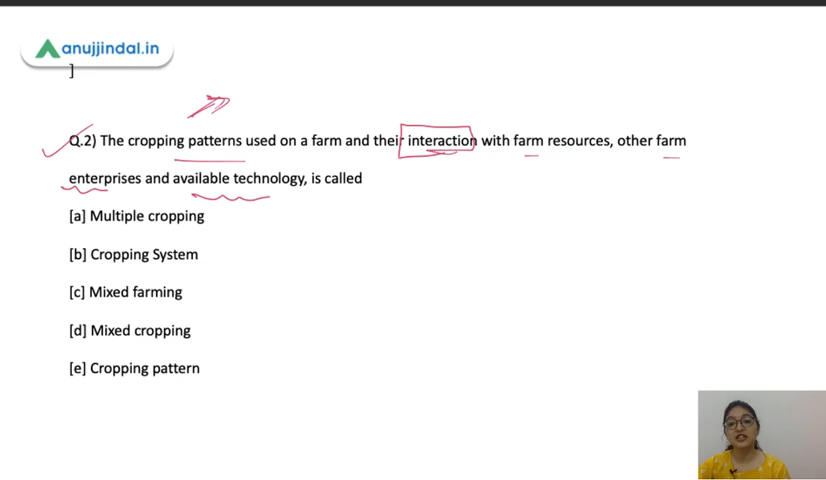 anujjindal.in
]
Q.2) The cropping patterns used on a farm and their interaction with farm resources, other farm
enterprises and available technology, is called
[a] Multiple cropping
[b] Cropping System
[c] Mixed farming
[d] Mixed cropping
[e] Cropping pattern